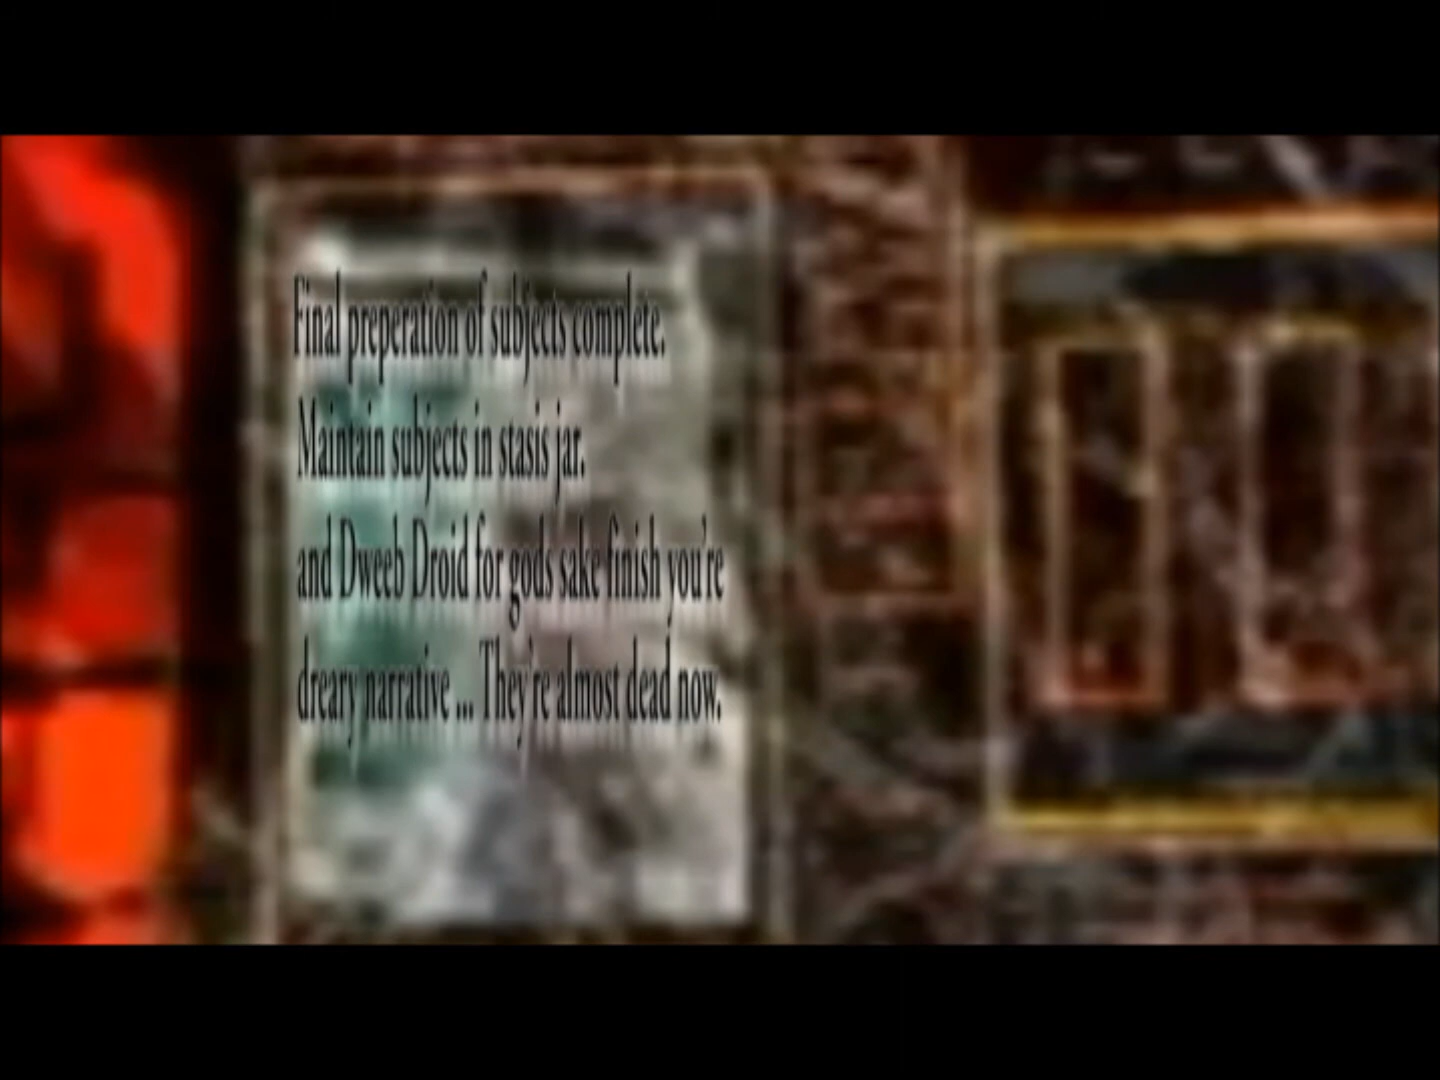 Final preperation of subjects complete.
Maintain subjects in stasis jar.
and Dweeb Droid for gods sake finish you're
dreary narrative ... They're almost dead now.